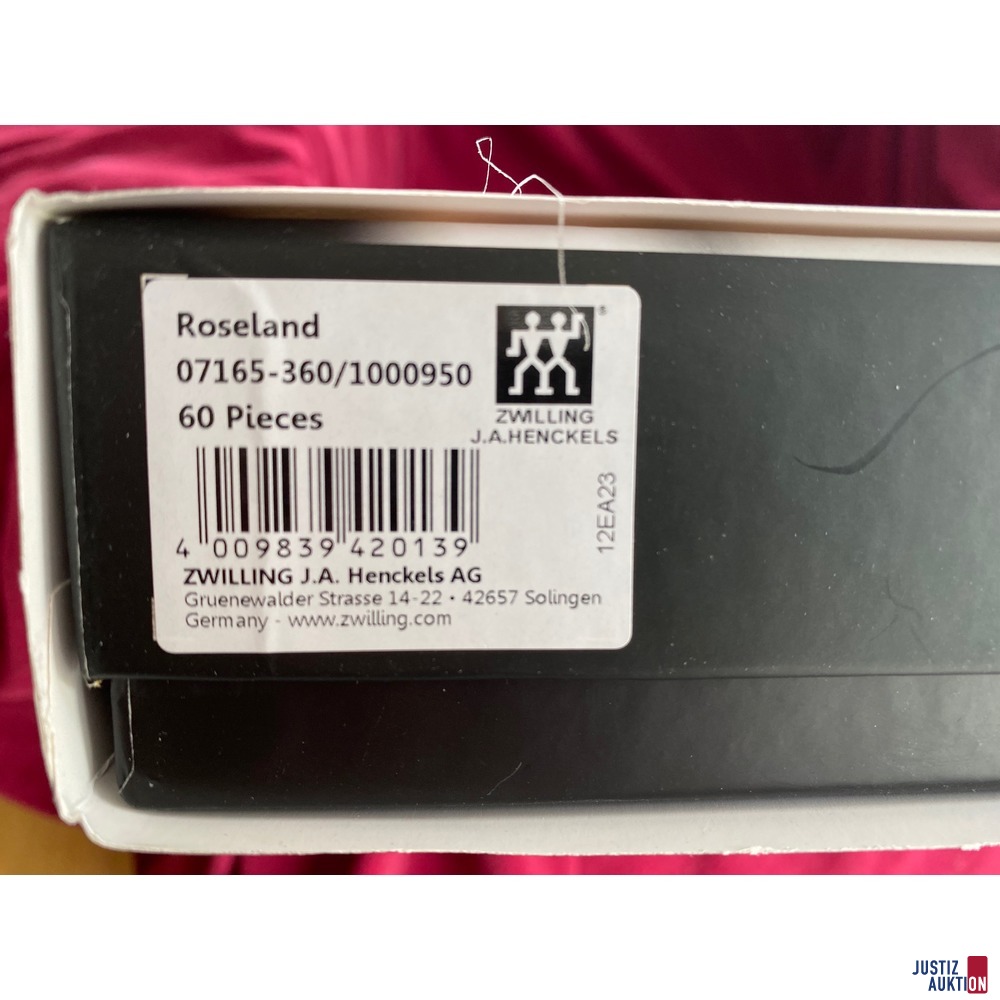 Roseland
07165-360/1000950
60 Pieces
ZWILLING
J.A.HENCKELS
12EA23
4 009839 420139
ZWILLING J.A. Henckels AG
Gruenewalder Strasse 14-22 • 42657 Solingen
Germany - www.zwilling.com
JUSTIZ
AUKTION